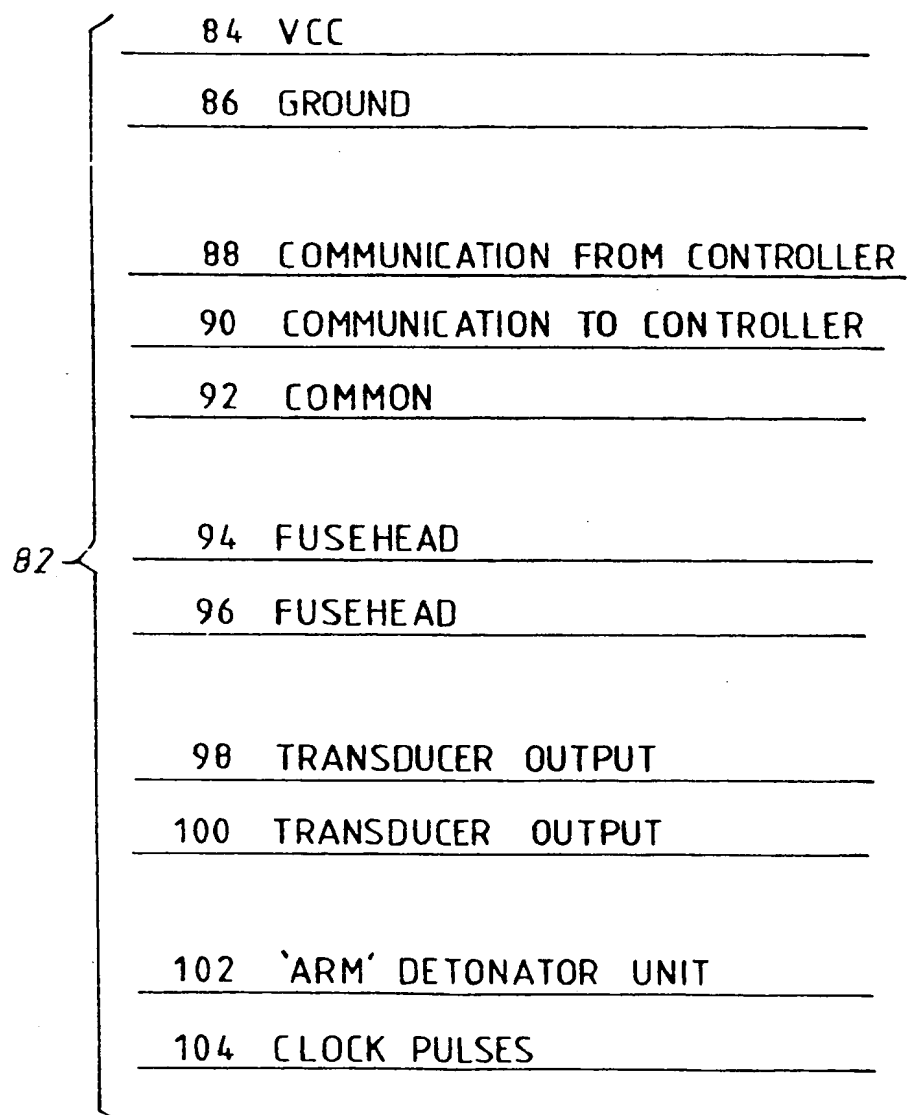 84 VCC
86 GROUND
88 COMMUNICATION FROM CONTROLLER
90 COMMUNICATION TO CONTROLLER
92 COMMON
82
94 FUSEHEAD
96 FUSEHEAD
98 TRANSDUCER OUTPUT
100 TRANSDUCER OUTPUT
102 'ARM' DETONATOR UNIT
104 CLOCK PULSES